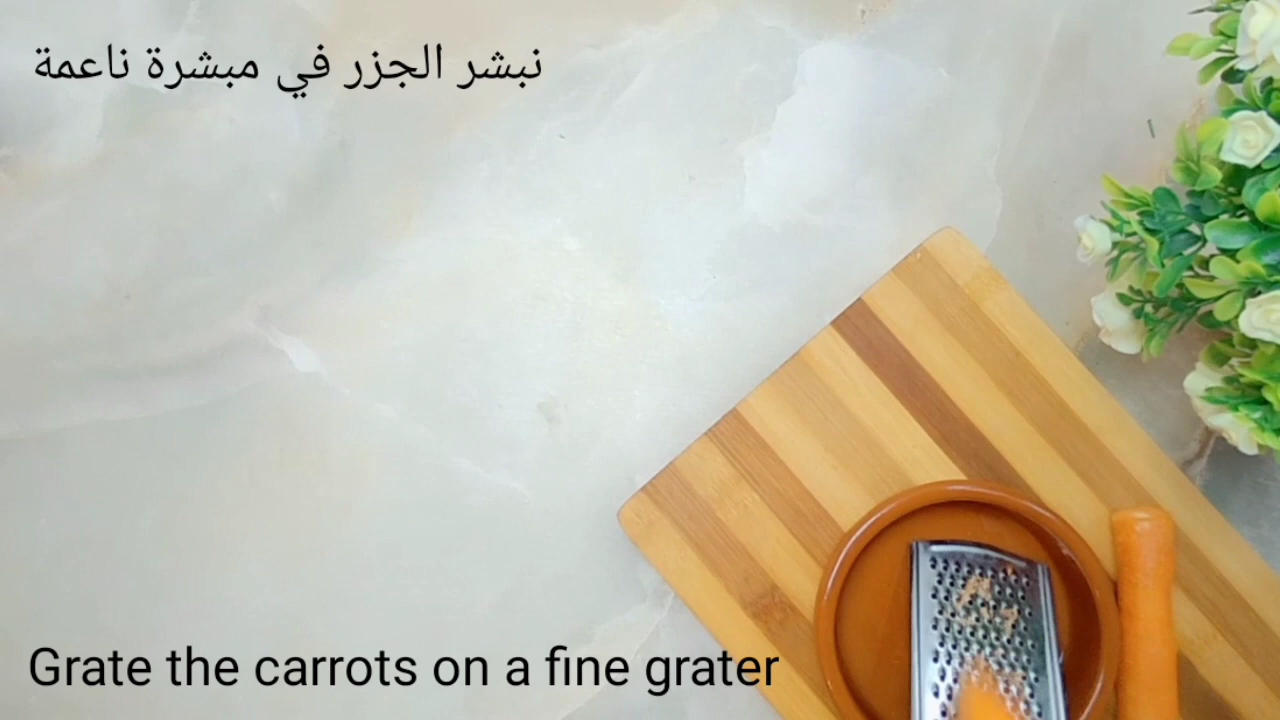 نبشر الجزر في مبشرة ناعمة
Grate the carrots on a fine grater